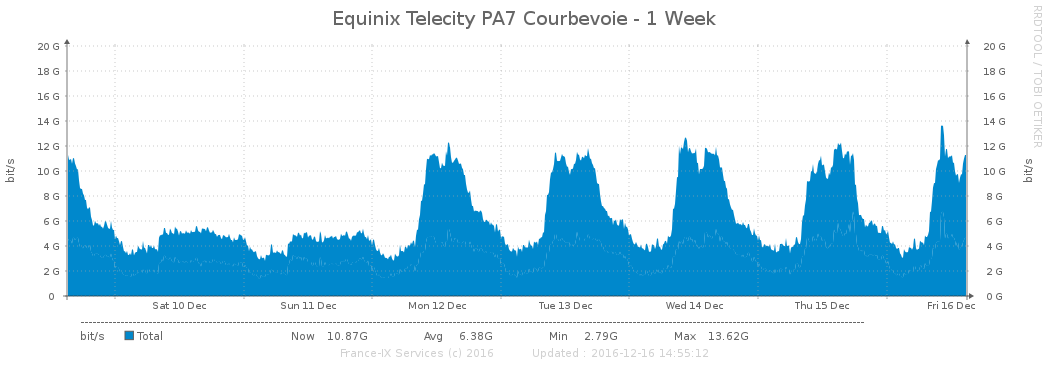 Equinix Telecity PA7 Courbevoie - 1 Week
RRDTOOL / TOBI OETIKER
bit/s
20 G 20 G
18 G 18 G
16 G 16 G
14 G 14 G
12 G 12 G
10 G 10 G
8 G 8 G
6 G 6 G
4 G 4 G
2 G 2 G
0 0 G
bit/s
Sat 10 Dec Sun 11 Dec Mon 12 Dec Tue 13 Dec Wed 14 Dec Thu 15 Dec Fri 16 Dec
bit/s Total Now 10.87G Avg 6.38G Min 2.79G Max 13.62G
France-IX Services (c) 2016 Updated : 2016-12-16 14:55:12